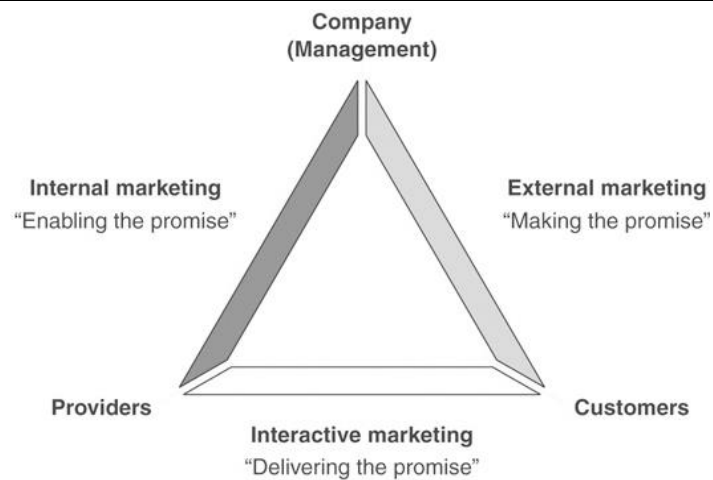 Company
(Management)
Internal marketing
“Enabling the promise”
External marketing
“Making the promise”
Providers
Customers
Interactive marketing
“Delivering the promise”